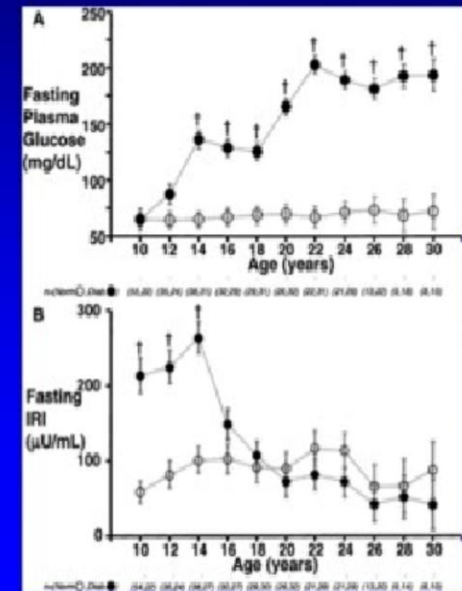 A
250
Fasting
200
Plasma
Glucose
150
(mg/dL)
100
50
10 12 14 16 18 20 22 24 26 28 30
Age (years)
B
300
Fasting
200
IRI
(μU/mL)
100
0
10 12 14 16 18 20 22 24 26 28 30
Age (years)
† † † † † † † † †
† † †